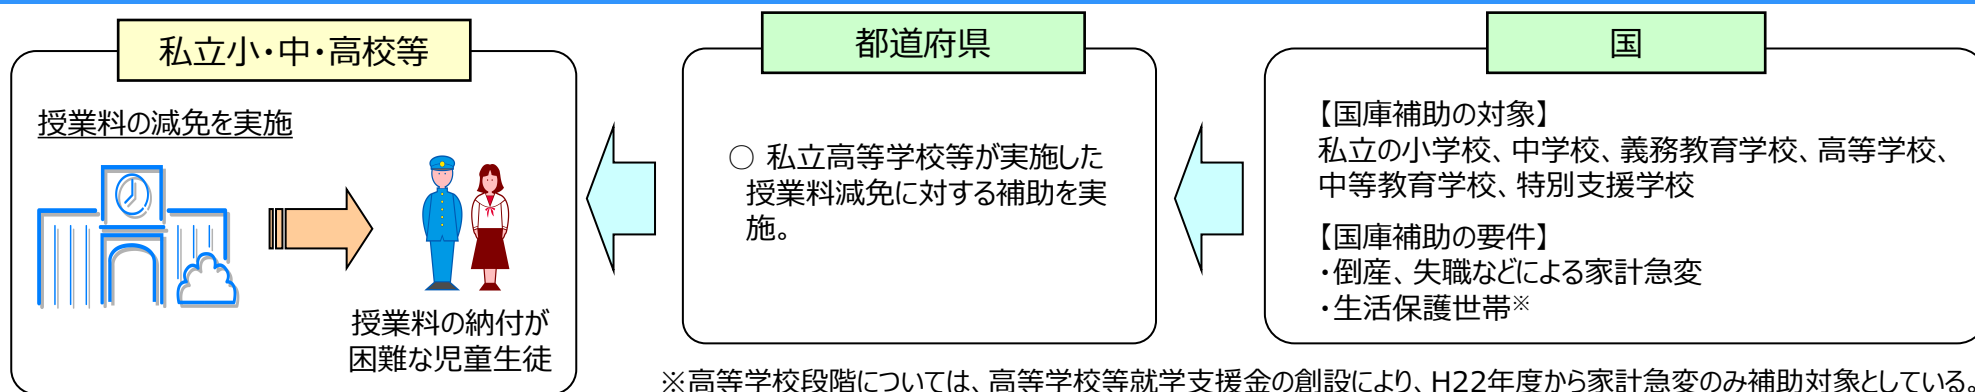 私立小・中・高校等
授業料の減免を実施
授業料の納付が
困難な児童生徒
都道府県
○ 私立高等学校等が実施した
授業料減免に対する補助を実
施。
国
【国庫補助の対象】
私立の小学校、中学校、義務教育学校、高等学校、
中等教育学校、特別支援学校
【国庫補助の要件】
・倒産、失職などによる家計急変
・生活保護世帯※
※高等学校段階については、高等学校等就学支援金の創設により、H22年度から家計急変のみ補助対象としている。